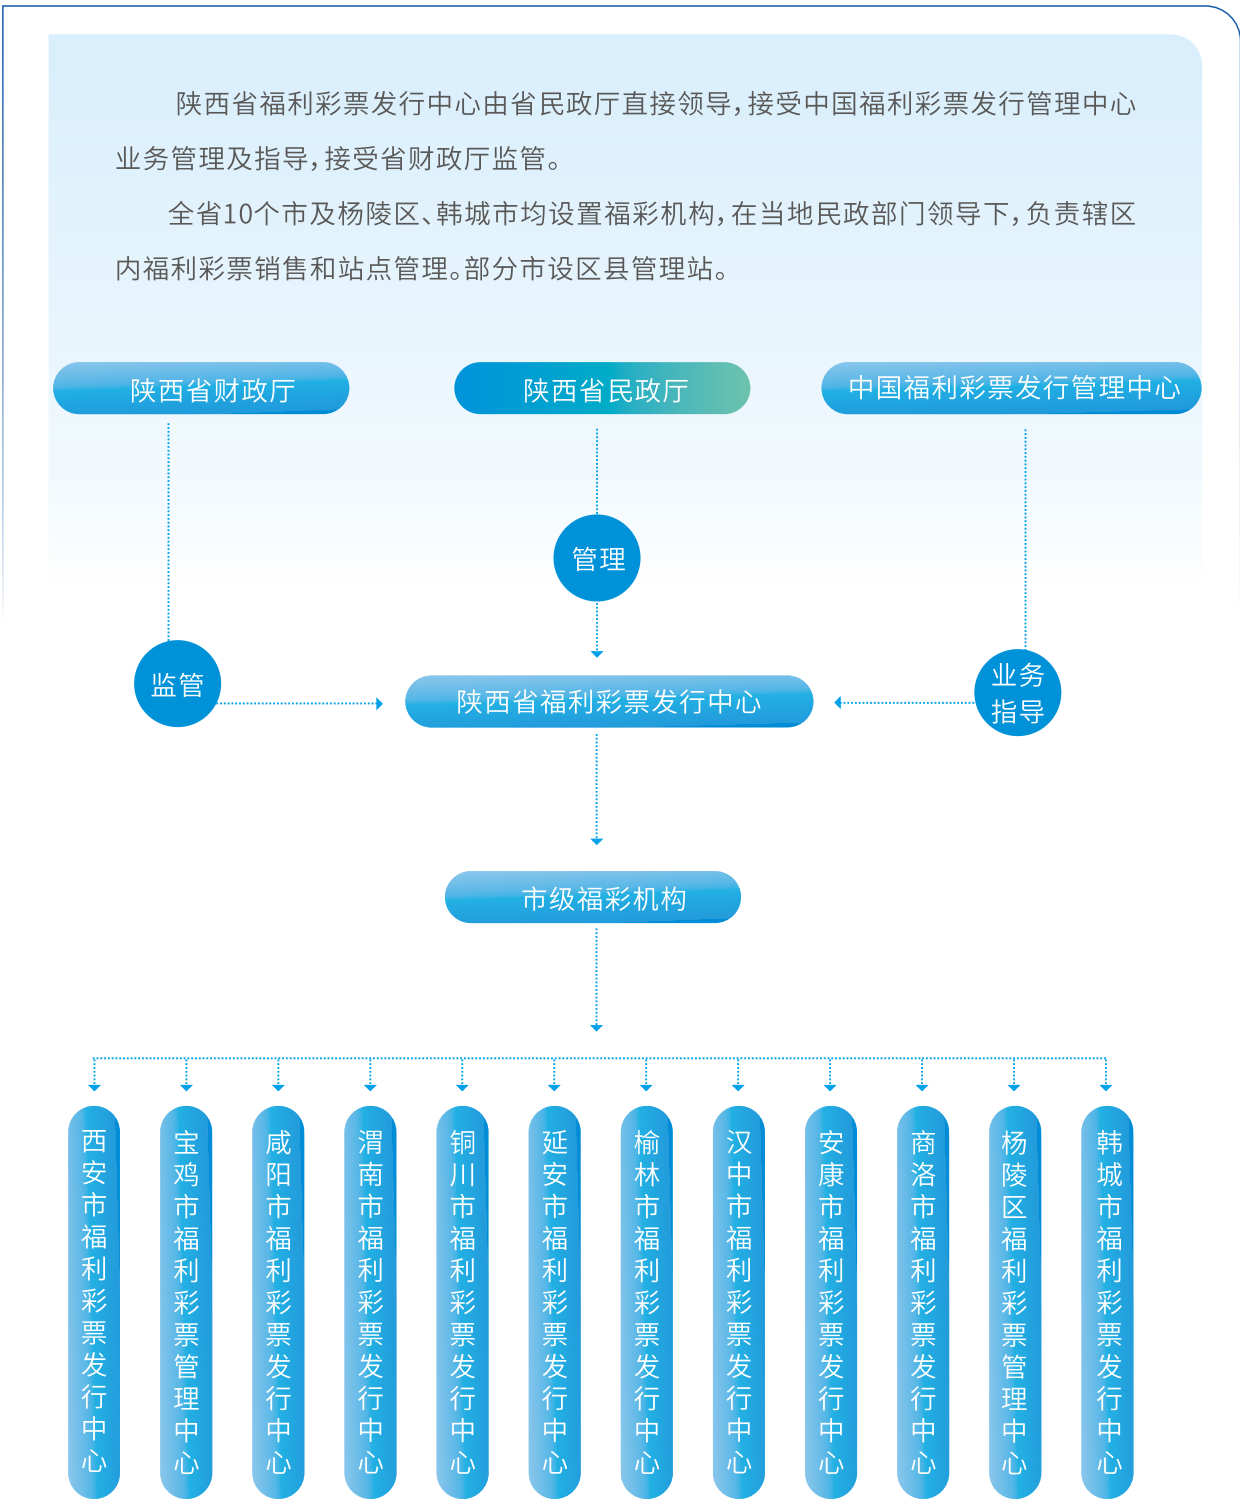 陕西省福利彩票发行中心由省民政厅直接领导，接受中国福利彩票发行管理中心
业务管理及指导，接受省财政厅监管。
全省10个市及杨陵区、韩城市均设置福彩机构，在当地民政部门领导下，负责辖区
内福利彩票销售和站点管理。部分市设区县管理站。
陕西省财政厅
陕西省民政厅
中国福利彩票发行管理中心
管理
监管
业务
指导
陕西省福利彩票发行中心
市级福彩机构
西安市福利彩票发行中心
宝鸡市福利彩票管理中心
咸阳市福利彩票发行中心
渭南市福利彩票发行中心
铜川市福利彩票发行中心
延安市福利彩票发行中心
榆林市福利彩票发行中心
汉中市福利彩票发行中心
安康市福利彩票发行中心
商洛市福利彩票发行中心
杨陵区福利彩票管理中心
韩城市福利彩票发行中心